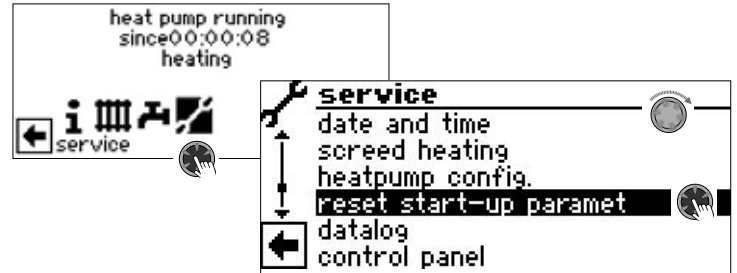 heat pump running
since00:00:08
heating
service
service
date and time
screed heating
heatpump config.
reset start-up paramet
datalog
control panel